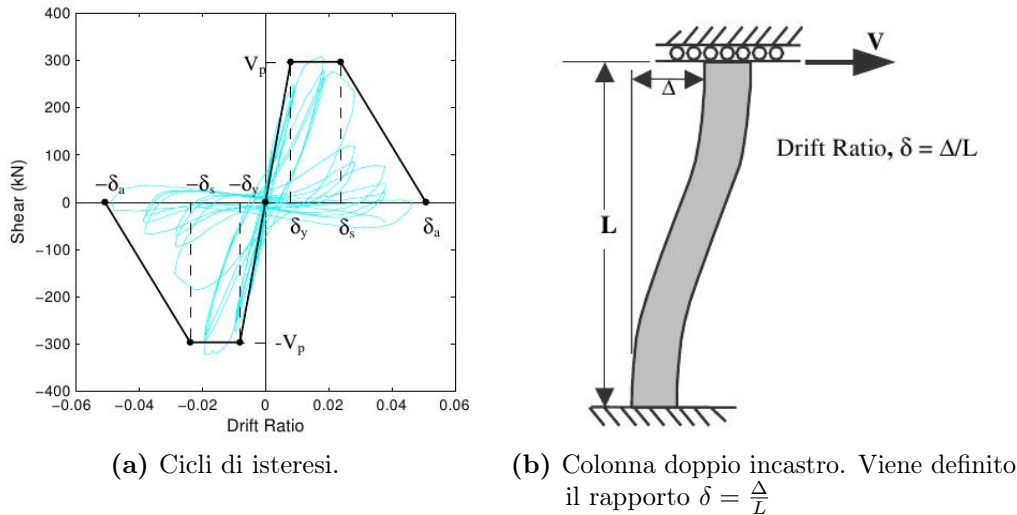 400
300
200
100
0
−100
−200
−300
−400
Shear (kN)
V_p
−δ_a
−δ_s
−δ_y
δ_y
δ_s
δ_a
-V_p
−0.06 −0.04 −0.02 0 0.02 0.04 0.06
Drift Ratio
(a) Cicli di isteresi.
V
Δ
Drift Ratio, δ = Δ/L
L
(b) Colonna doppio incastro. Viene definito
il rapporto δ = Δ/L